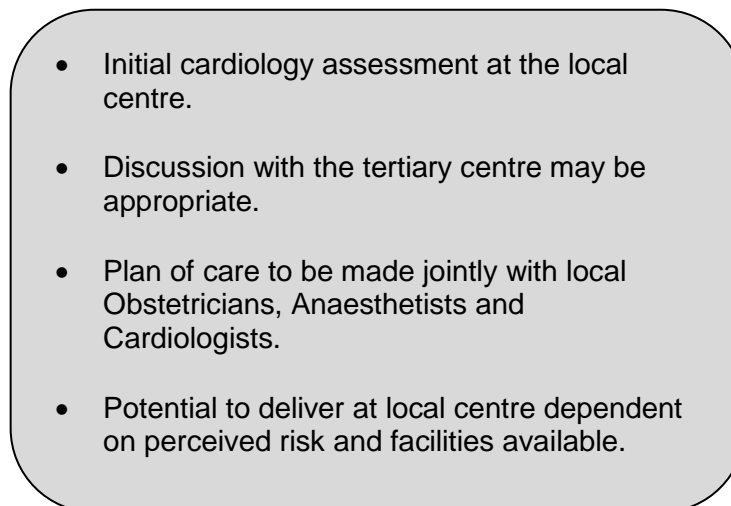 • Initial cardiology assessment at the local
centre.
• Discussion with the tertiary centre may be
appropriate.
• Plan of care to be made jointly with local
Obstetricians, Anaesthetists and
Cardiologists.
• Potential to deliver at local centre dependent
on perceived risk and facilities available.